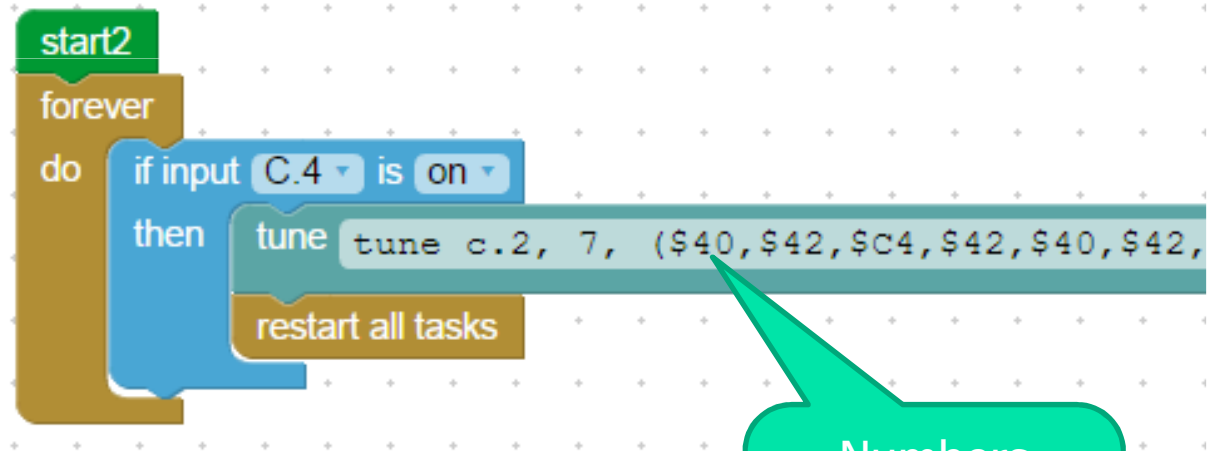 start2
forever
do if input C.4 is on
then tune tune c.2, 7, ($40,$42,$C4,$42,$40,$42,
restart all tasks
Numbers